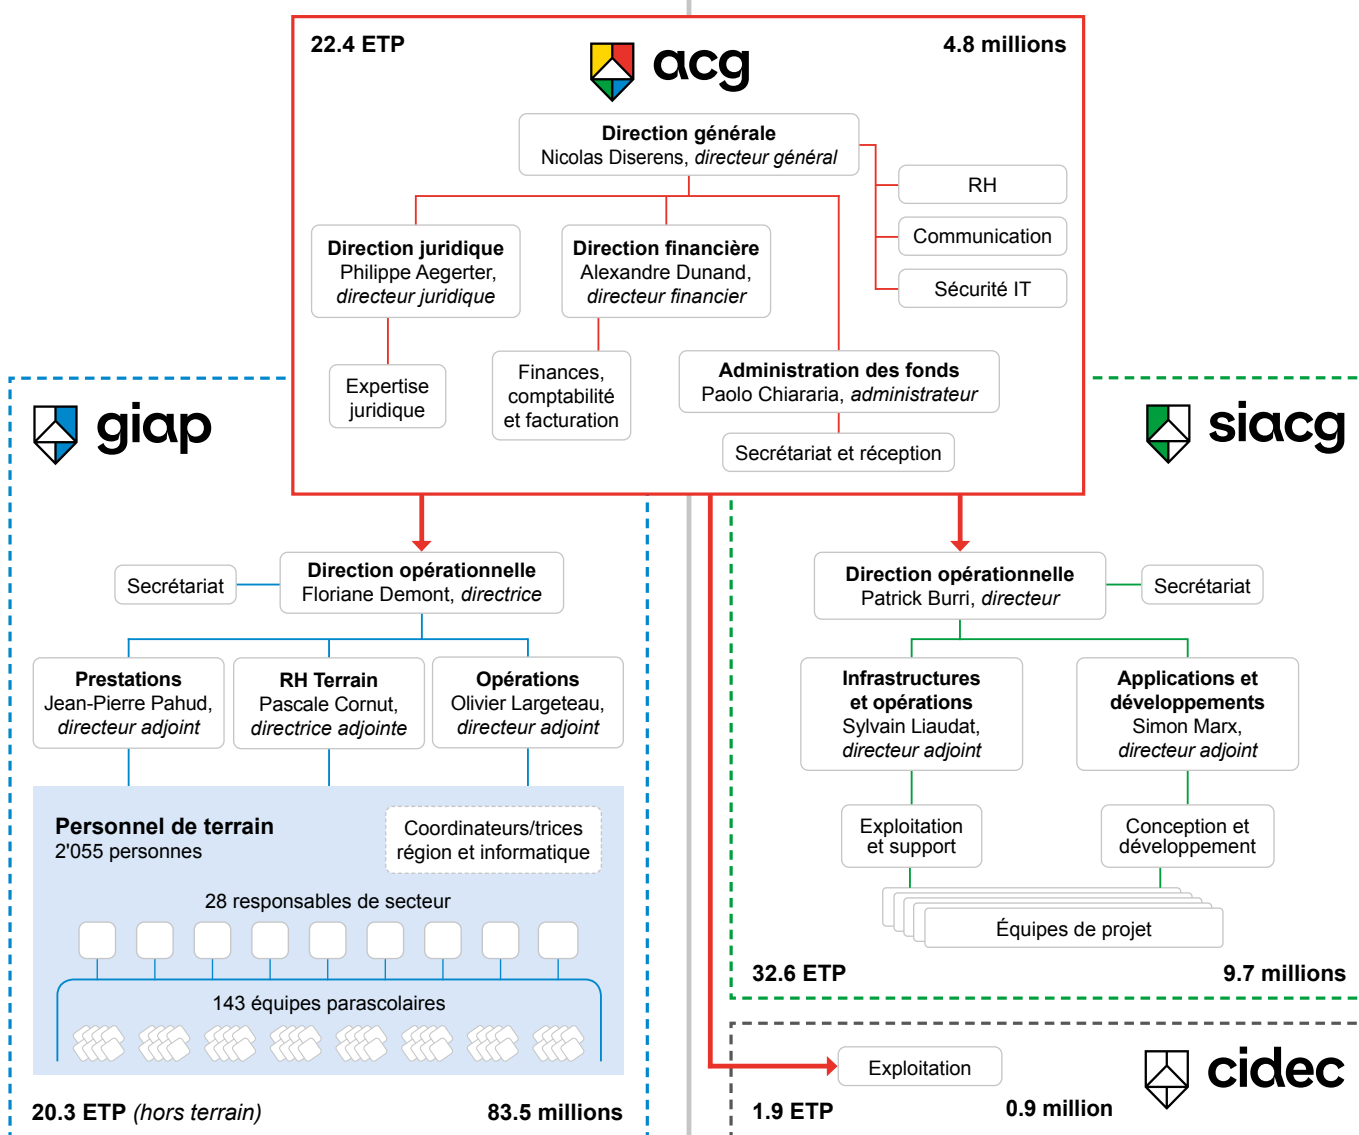 22.4 ETP
4.8 millions
acg
Direction générale
Nicolas Diserens, directeur général
RH
Communication
Sécurité IT
Direction juridique
Philippe Aegerter,
directeur juridique
Direction financière
Alexandre Dunand,
directeur financier
Expertise
juridique
Finances,
comptabilité
et facturation
Administration des fonds
Paolo Chiararia, administrateur
Secrétariat et réception
giap
Secrétariat
Direction opérationnelle
Floriane Demont, directrice
Prestations
Jean-Pierre Pahud,
directeur adjoint
RH Terrain
Pascale Cornut,
directrice adjointe
Opérations
Olivier Largeteau,
directeur adjoint
Personnel de terrain
2'055 personnes
Coordinateurs/trices
région et informatique
28 responsables de secteur
143 équipes parascolaires
20.3 ETP (hors terrain)
83.5 millions
siacg
Direction opérationnelle
Patrick Burri, directeur
Secrétariat
Infrastructures
et opérations
Sylvain Liaudat,
directeur adjoint
Applications et
développements
Simon Marx,
directeur adjoint
Exploitation
et support
Conception et
développement
Équipes de projet
32.6 ETP
9.7 millions
Exploitation
cidec
1.9 ETP
0.9 million